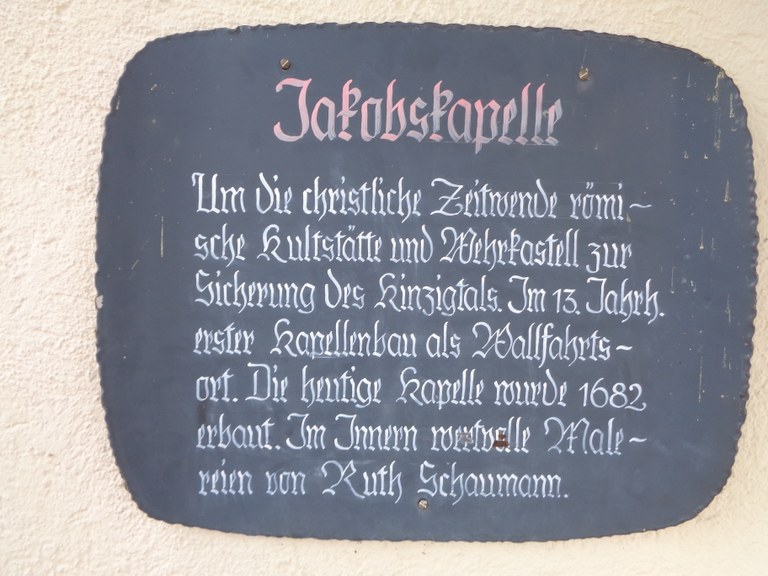 Jakobskapelle
Um die christliche Zeitwende römi-
sche Kultstätte und Wehrkastell zur
Sicherung des Kinzigtals. Im 13. Jahrh.
erster Kapellenbau als Wallfahrts-
ort. Die heutige Kapelle wurde 1682
erbaut. Im Innern wertvolle Male-
reien von Ruth Schaumann.